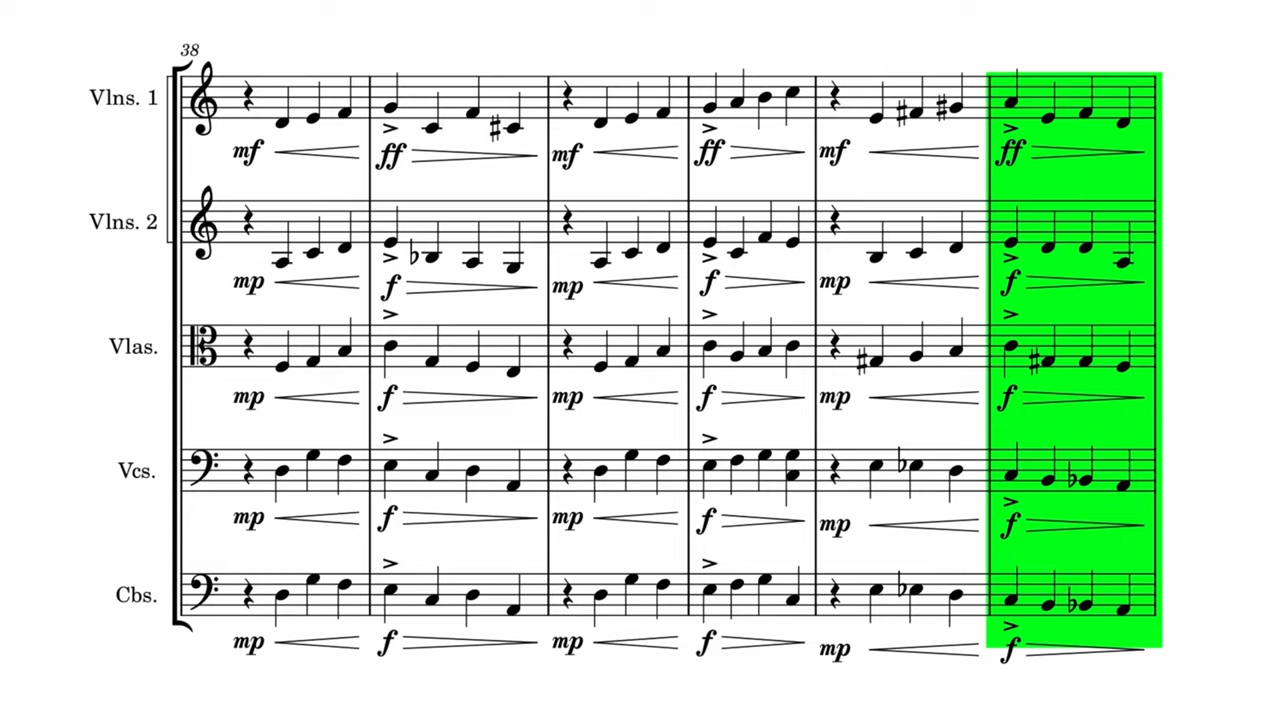 38
Vlns. 1
mf ff mf ff mf ff
Vlns. 2
mp f mp f mp f
Vlas.
mp f mp f mp f
Vcs.
mp f mp f mp f
Cbs.
mp f mp f mp f